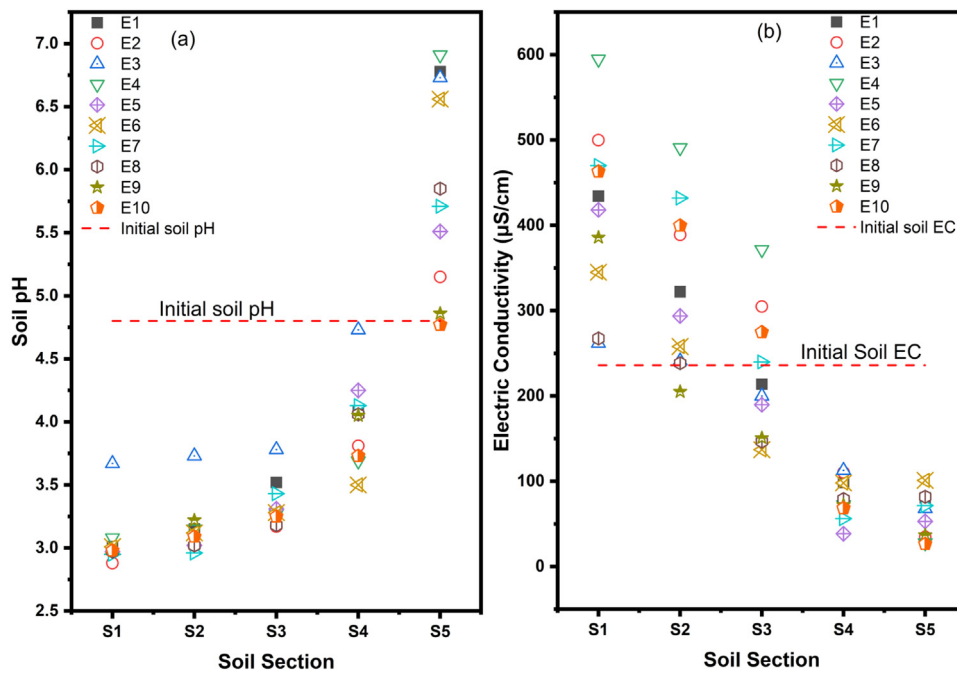 (a)
E1
E2
E3
E4
E5
E6
E7
E8
E9
E10
Initial soil pH
Initial soil pH
Soil pH
7.0
6.5
6.0
5.5
5.0
4.5
4.0
3.5
3.0
2.5
S1 S2 S3 S4 S5
Soil Section
(b)
E1
E2
E3
E4
E5
E6
E7
E8
E9
E10
Initial soil EC
Initial Soil EC
Electric Conductivity (µS/cm)
600
500
400
300
200
100
0
S1 S2 S3 S4 S5
Soil Section